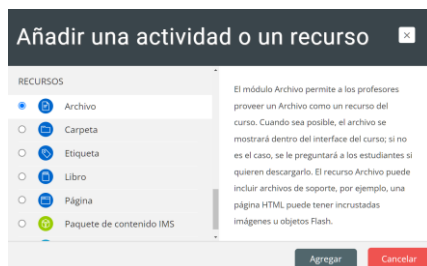 Añadir una actividad o un recurso
RECURSOS
Archivo
Carpeta
Etiqueta
Libro
Página
Paquete de contenido IMS
El módulo Archivo permite a los profesores
proveer un Archivo como un recurso del
curso. Cuando sea posible, el archivo se
mostrará dentro del interface del curso; si no
es el caso, se le preguntará a los estudiantes si
quieren descargarlo. El recurso Archivo puede
incluir archivos de soporte, por ejemplo, una
página HTML puede tener incrustadas
imágenes u objetos Flash.
Agregar
Cancelar